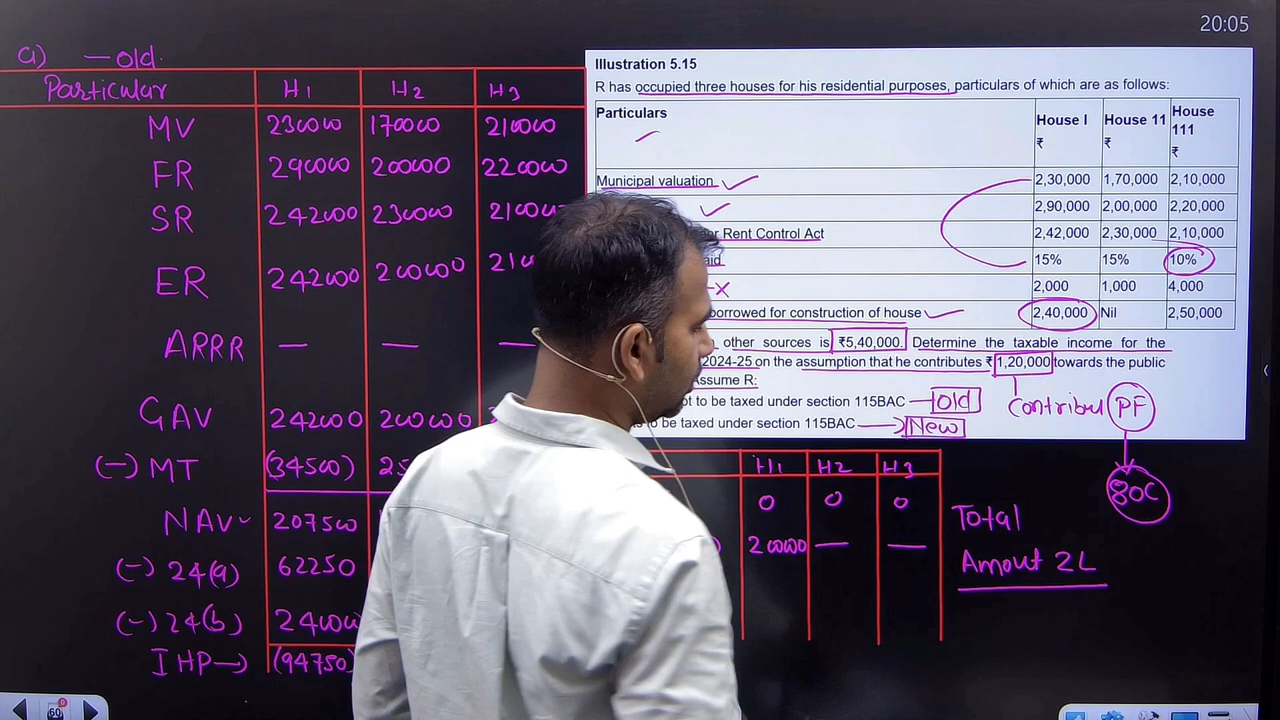 20:05
a) — old.
Particular H1 H2 H3
MV 230000 170000 210000
FR 290000 200000 220000
SR 242000 230000
ER 242000 200000
ARRR — — —
GAV 242000 200000
(-) MT (34500)
NAV 207500
(-) 24(a) 62250
(-) 24(b)
IHP→ (94750)
Illustration 5.15
R has occupied three houses for his residential purposes, particulars of which are as follows:
Particulars House I ₹ House 11 ₹ House 111 ₹
Municipal valuation 2,30,000 1,70,000 2,10,000
2,90,000 2,00,000 2,20,000
Rent Control Act 2,42,000 2,30,000 2,10,000
15% 15% 10%
2,000 1,000 4,000
borrowed for construction of house 2,40,000 Nil 2,50,000
other sources is ₹5,40,000. Determine the taxable income for the
2024-25 on the assumption that he contributes ₹ 1,20,000 towards the public
Assume R:
to be taxed under section 115BAC — old
to be taxed under section 115BAC → New
contribu PF
80C
H1 H2 H3
0 0 0
200000 — —
Total
Amout 2L
60